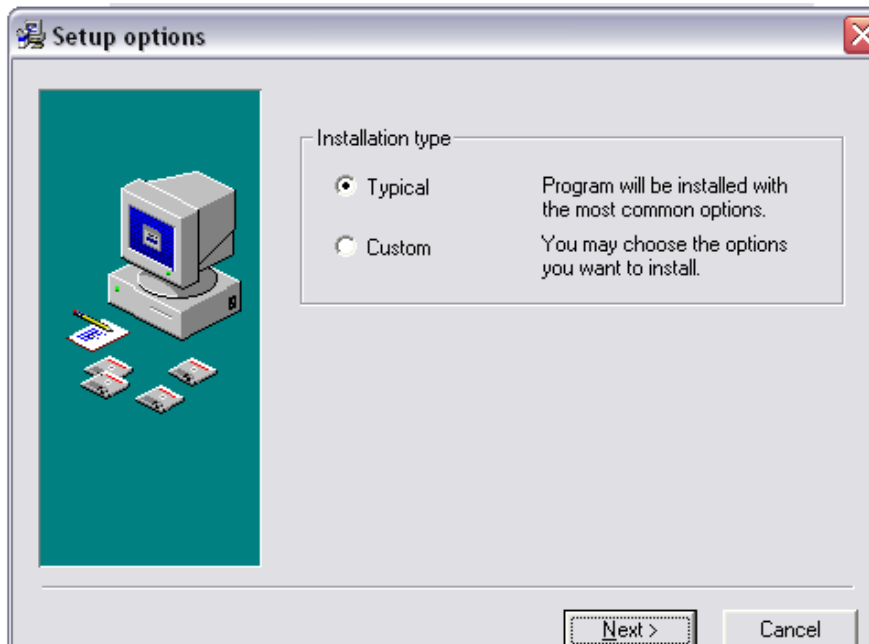 Setup options
Installation type
Typical
Program will be installed with
the most common options.
Custom
You may choose the options
you want to install.
Next >
Cancel